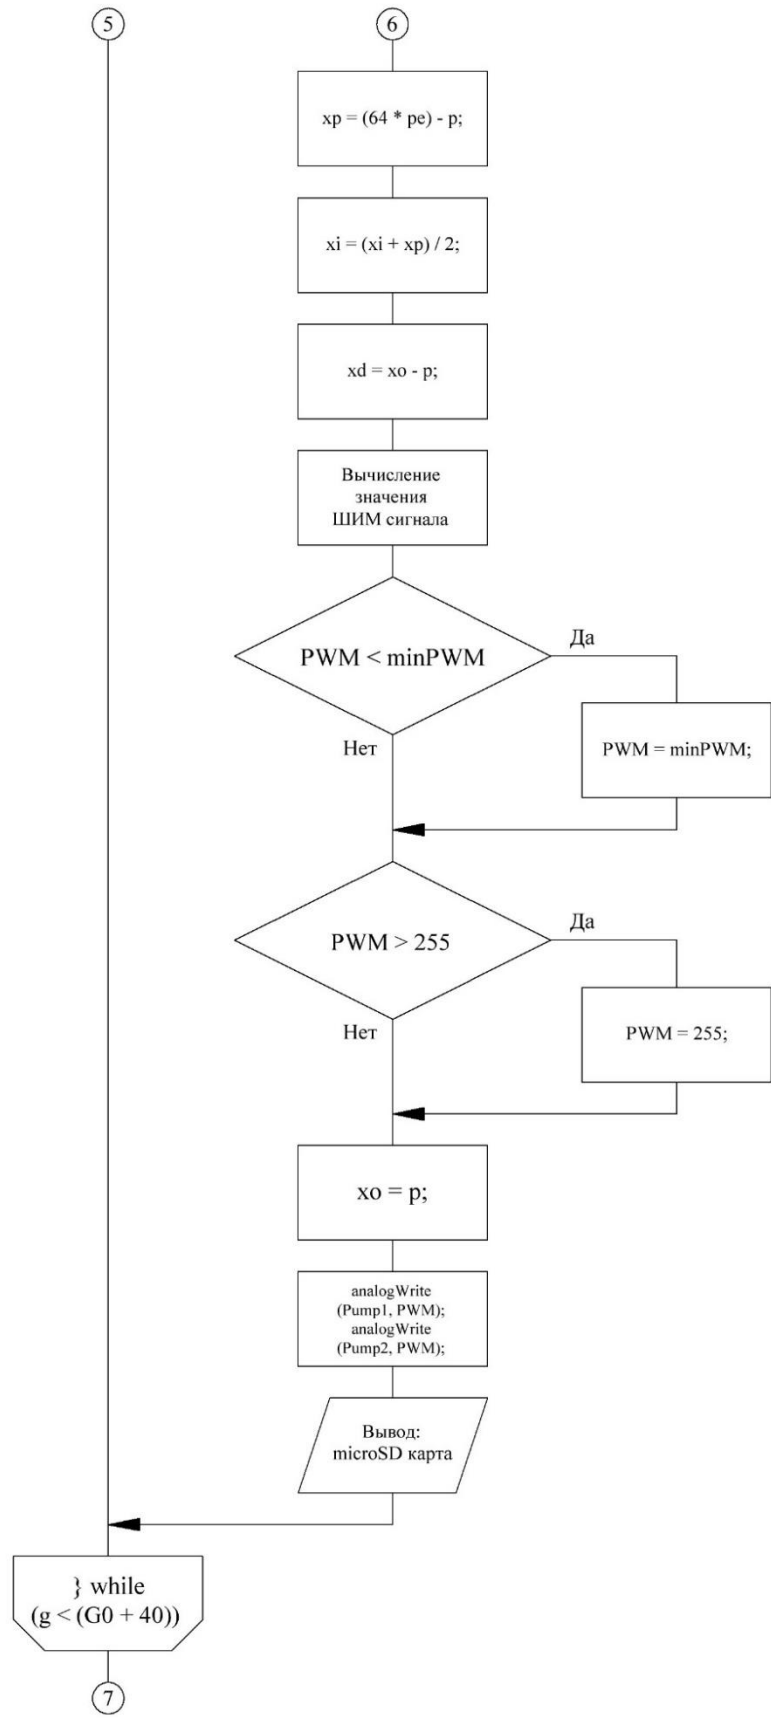 5
6
xp = (64 * pe) - p;
xi = (xi + xp) / 2;
xd = xo - p;
Вычисление
значения
ШИМ сигнала
PWM < minPWM
Да
Нет
PWM = minPWM;
PWM > 255
Да
Нет
PWM = 255;
xo = p;
analogWrite
(Pump1, PWM);
analogWrite
(Pump2, PWM);
Вывод:
microSD карта
} while
(g < (G0 + 40))
7